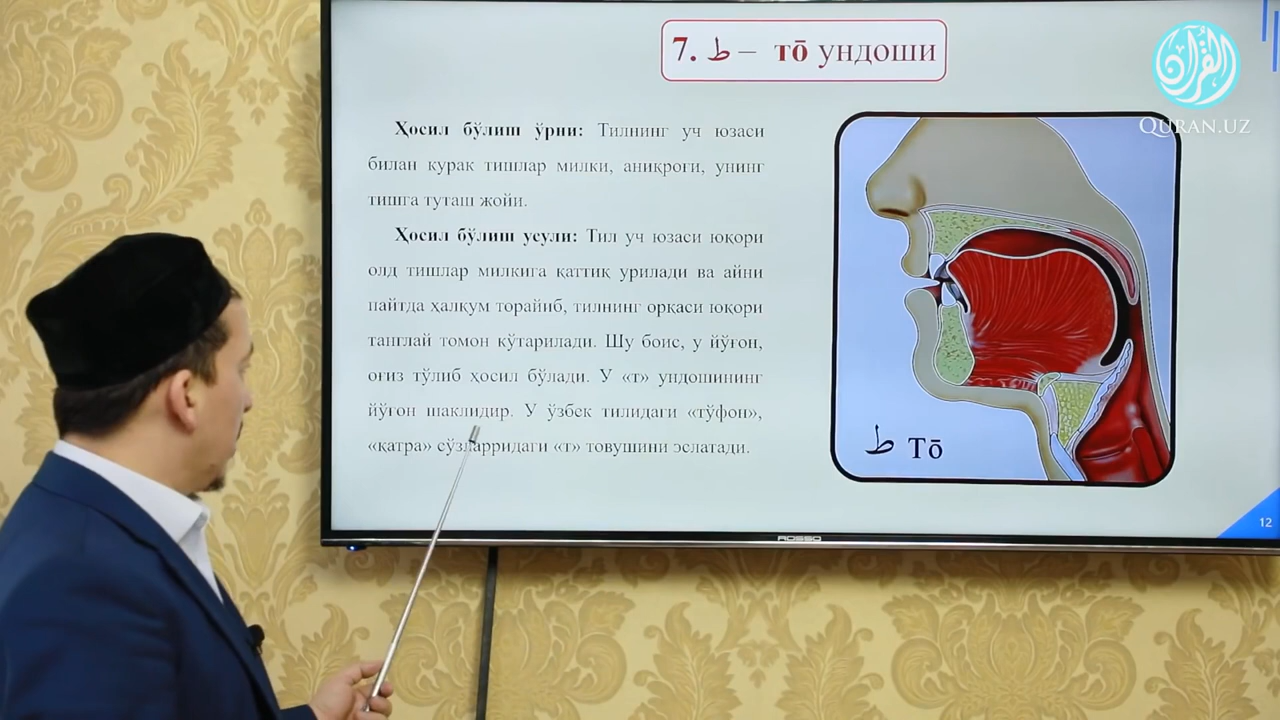 7. ط – тō ундоши
القرآن
QURAN.UZ
Ҳосил бўлиш ўрни: Тилнинг уч юзаси
билан курак тишлар милки, аниқроғи, унинг
тишга туташ жойи.
Ҳосил бўлиш усули: Тил уч юзаси юқори
олд тишлар милкига қаттиқ урилади ва айни
пайтда ҳалқум торайиб, тилнинг орқаси юқори
танглай томон кўтарилади. Шу боис, у йўғон,
оғиз тўлиб ҳосил бўлади. У «т» ундошининг
йўғон шаклидир. У ўзбек тилидаги «тўфон»,
«қатра» сўзларридаги «т» товушини эслатади.
ط Тō
12
ROSSO